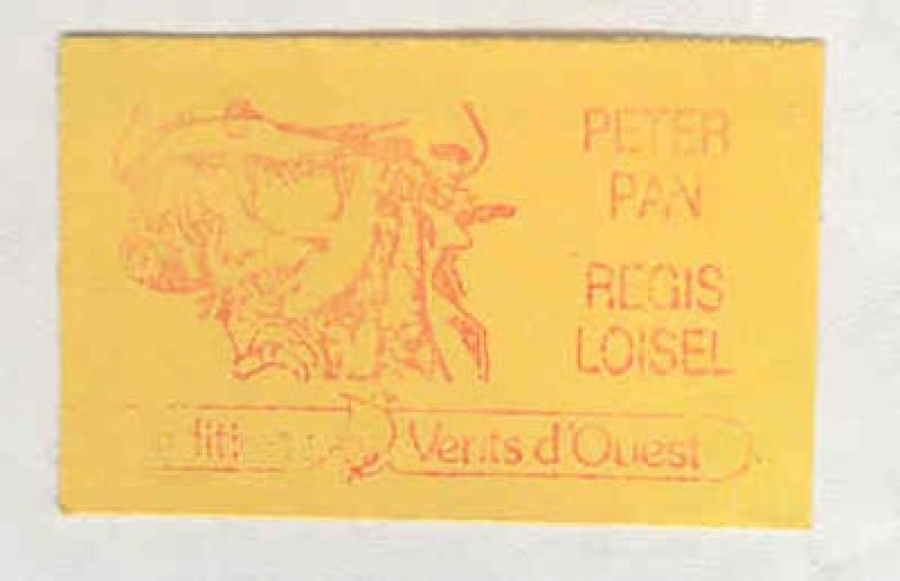 PETER
PAN
REGIS
LOISEL
Vents d'Ouest